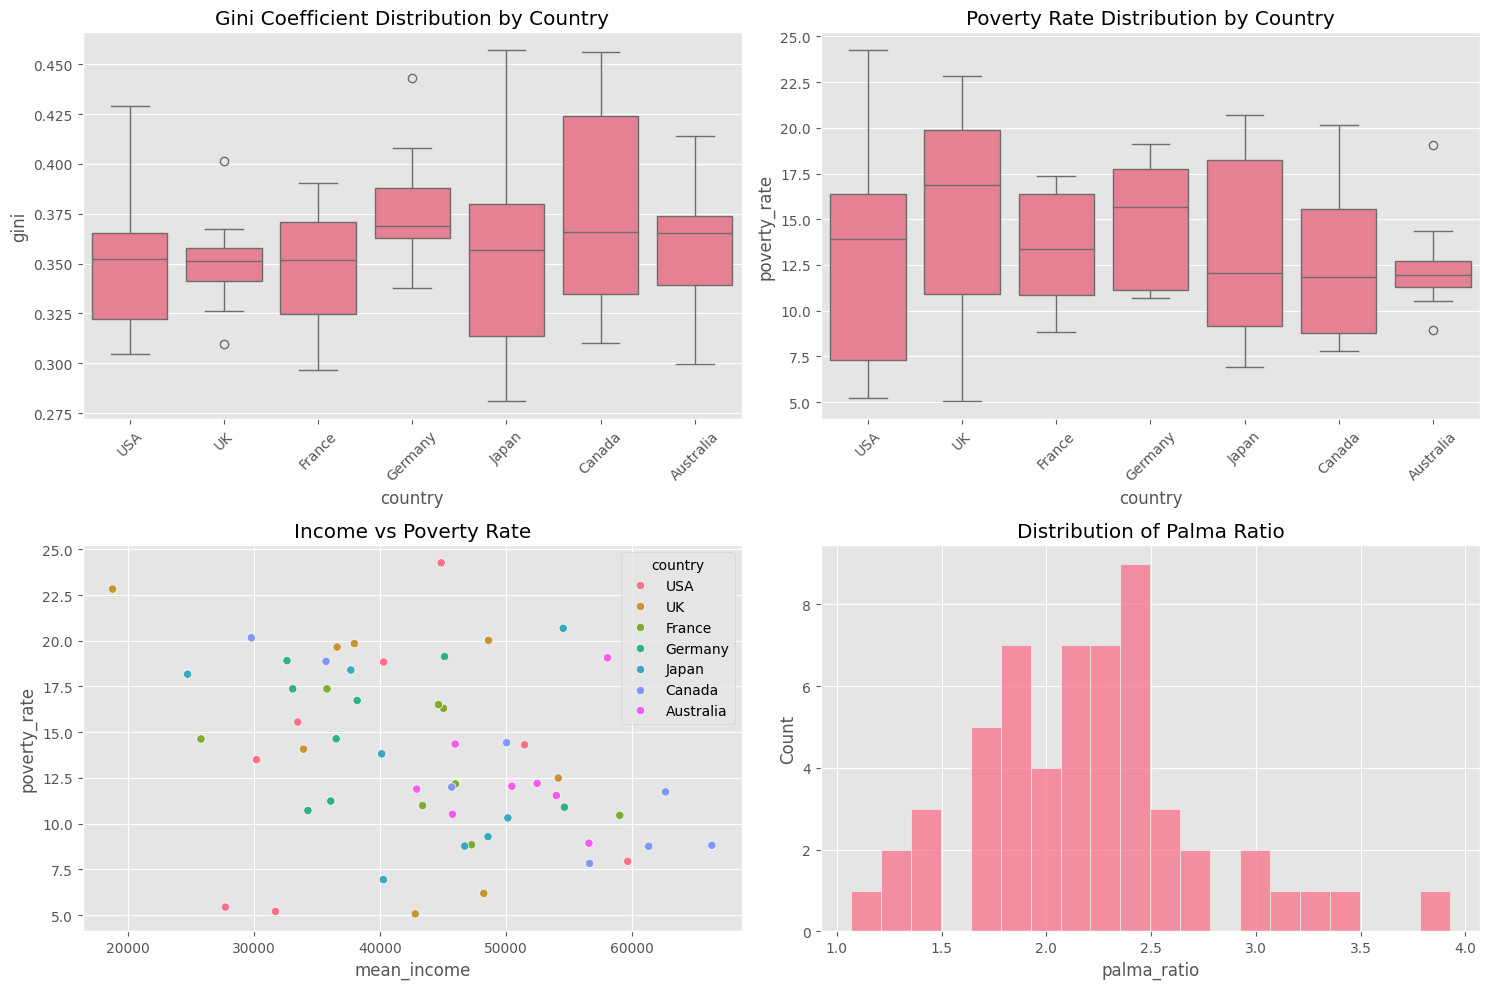 Gini Coefficient Distribution by Country
gini
0.450
0.425
0.400
0.375
0.350
0.325
0.300
0.275
USA
UK
France
Germany
Japan
Canada
Australia
country
Poverty Rate Distribution by Country
poverty_rate
25.0
22.5
20.0
17.5
15.0
12.5
10.0
7.5
5.0
USA
UK
France
Germany
Japan
Canada
Australia
country
Income vs Poverty Rate
poverty_rate
25.0
22.5
20.0
17.5
15.0
12.5
10.0
7.5
5.0
country
USA
UK
France
Germany
Japan
Canada
Australia
20000
30000
40000
50000
60000
mean_income
Distribution of Palma Ratio
Count
8
6
4
2
0
1.0
1.5
2.0
2.5
3.0
3.5
4.0
palma_ratio